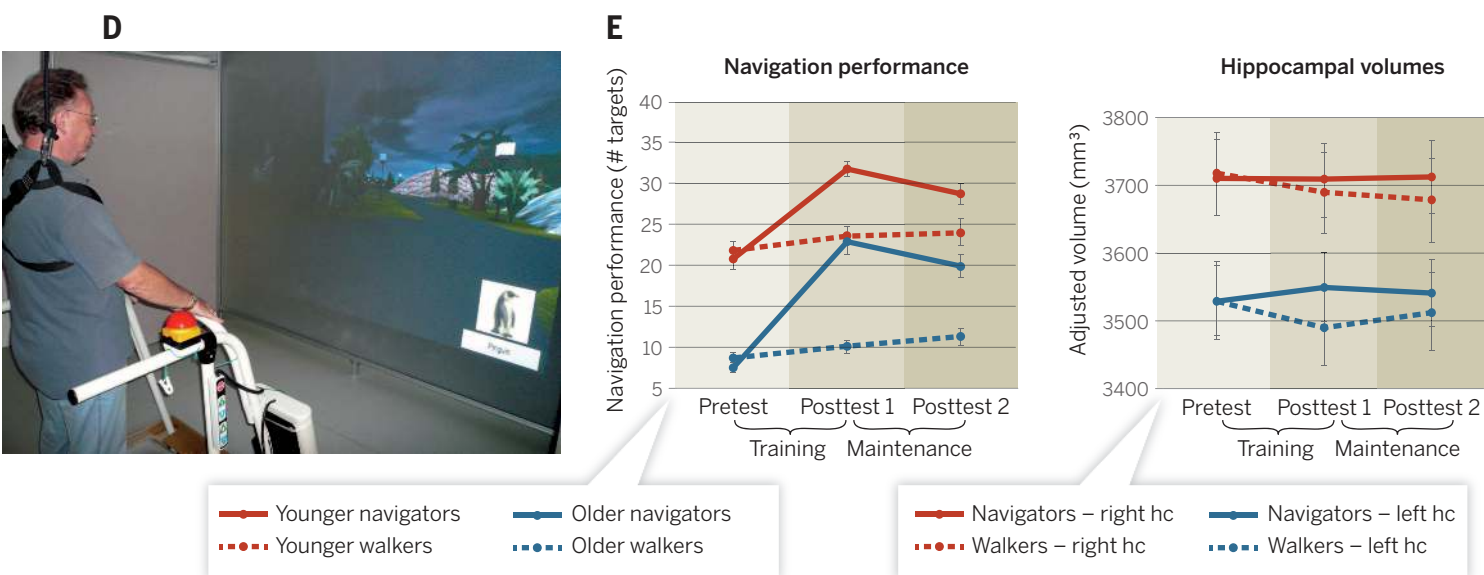 D
E
Navigation performance
Navigation performance (# targets)
40
35
30
25
20
15
10
5
Pretest
Posttest 1
Posttest 2
Training
Maintenance
Younger navigators
Older navigators
Younger walkers
Older walkers
Hippocampal volumes
Adjusted volume (mm³)
3800
3700
3600
3500
3400
Pretest
Posttest 1
Posttest 2
Training
Maintenance
Navigators – right hc
Navigators – left hc
Walkers – right hc
Walkers – left hc